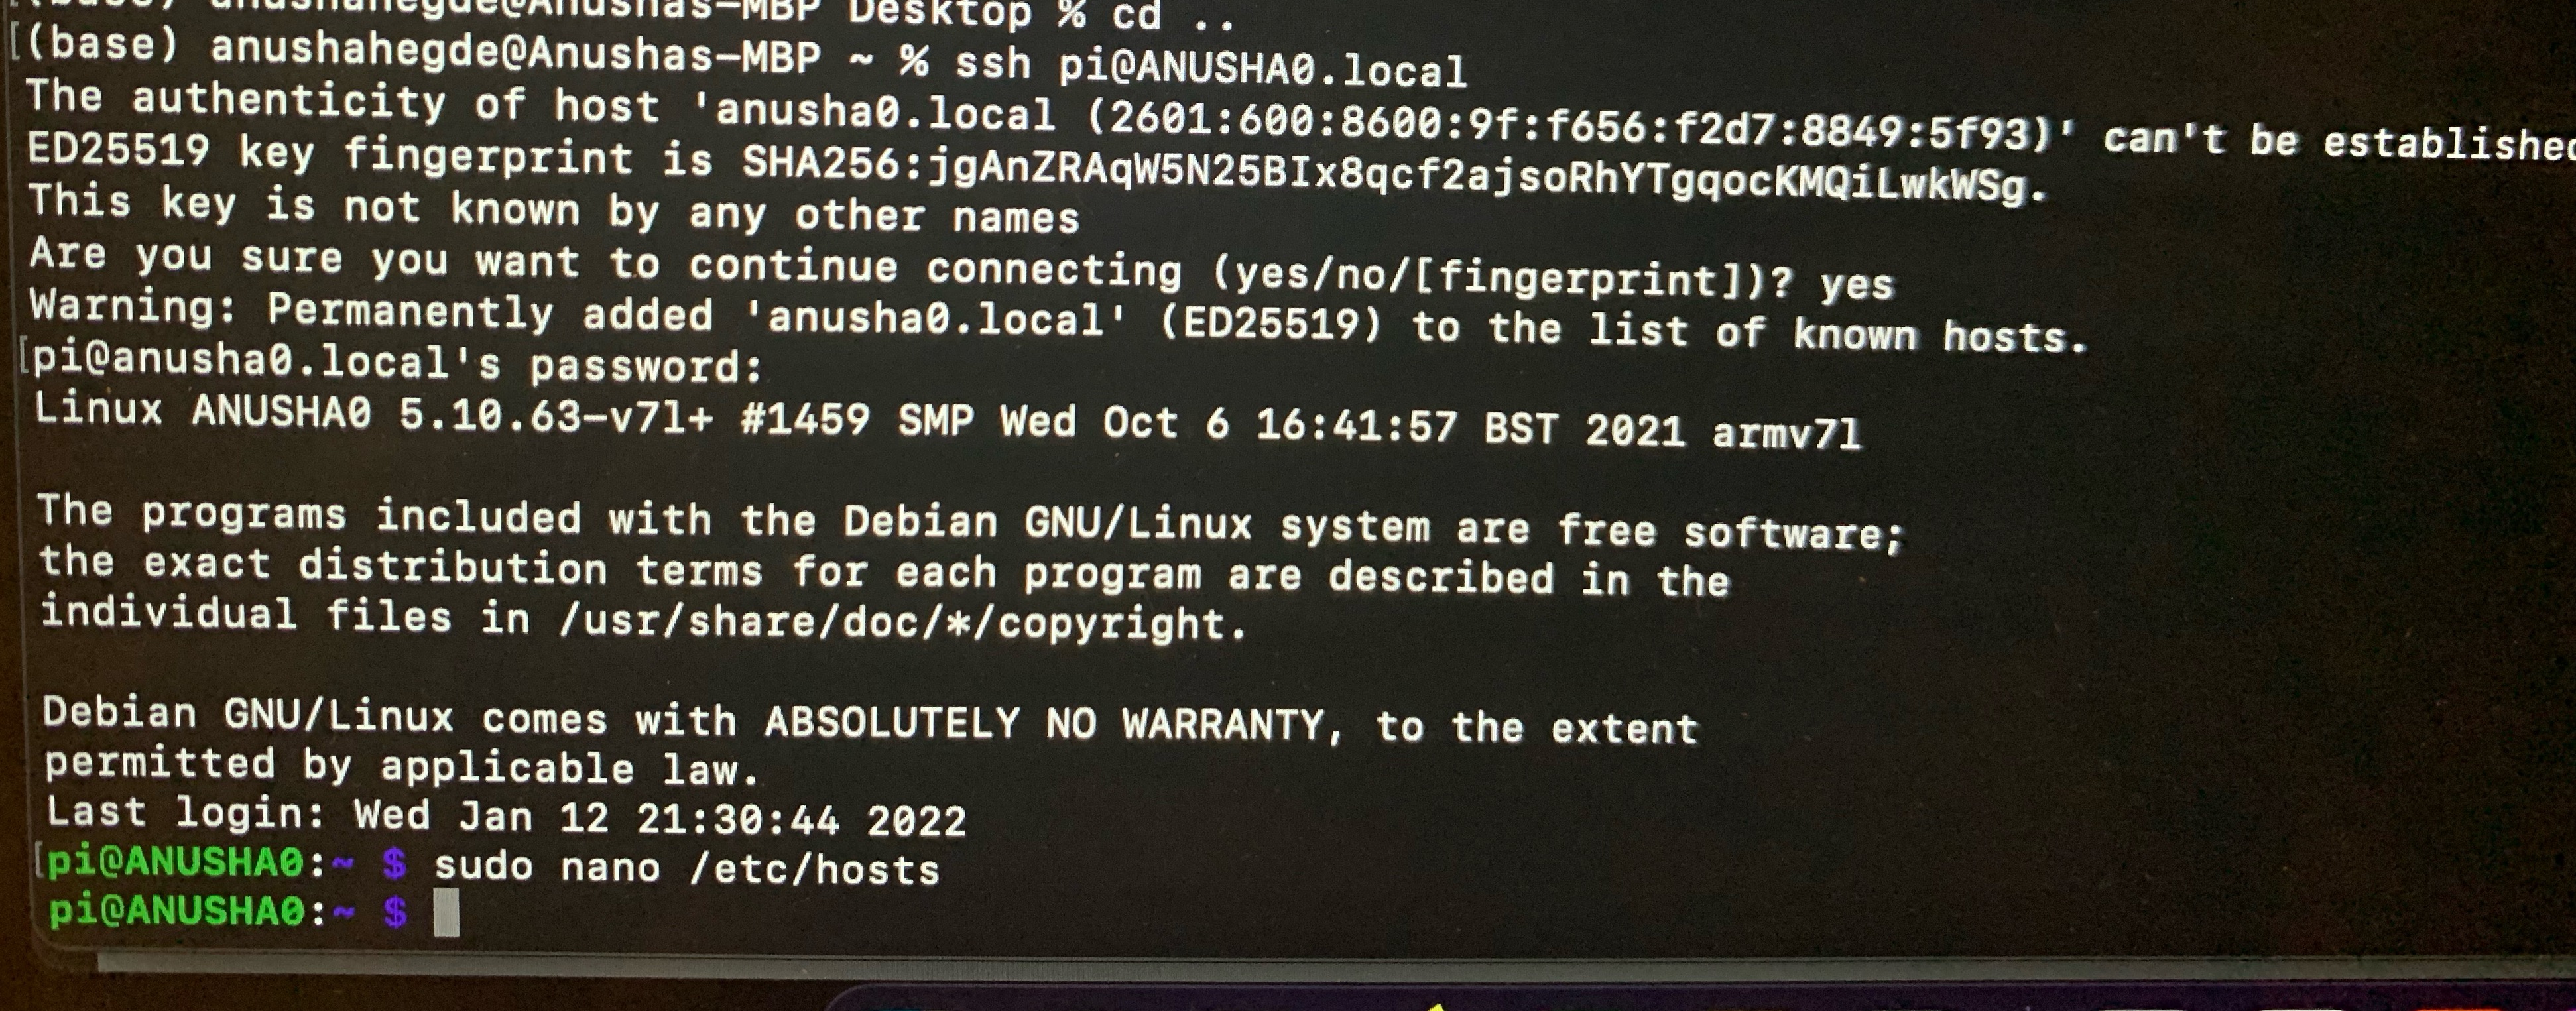 (base) anushahegde@Anushas-MBP Desktop % cd ..
[(base) anushahegde@Anushas-MBP ~ % ssh pi@ANUSHA0.local
The authenticity of host 'anusha0.local (2601:600:8600:9f:f656:f2d7:8849:5f93)' can't be established
ED25519 key fingerprint is SHA256:jgAnZRAqW5N25BIx8qcf2ajsoRhYTgqocKMQiLwkWSg.
This key is not known by any other names
Are you sure you want to continue connecting (yes/no/[fingerprint])? yes
Warning: Permanently added 'anusha0.local' (ED25519) to the list of known hosts.
[pi@anusha0.local's password:
Linux ANUSHA0 5.10.63-v7l+ #1459 SMP Wed Oct 6 16:41:57 BST 2021 armv7l
The programs included with the Debian GNU/Linux system are free software;
the exact distribution terms for each program are described in the
individual files in /usr/share/doc/*/copyright.
Debian GNU/Linux comes with ABSOLUTELY NO WARRANTY, to the extent
permitted by applicable law.
Last login: Wed Jan 12 21:30:44 2022
[pi@ANUSHA0:~ $ sudo nano /etc/hosts
pi@ANUSHA0:~ $